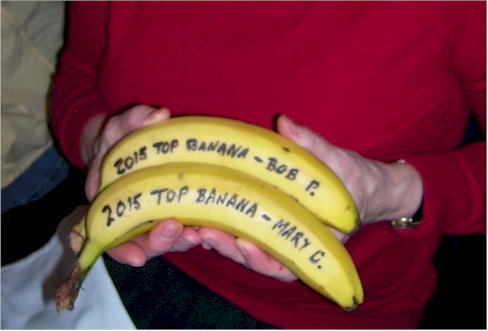 2015 TOP BANANA - BOB P.
2015 TOP BANANA - MARY C.